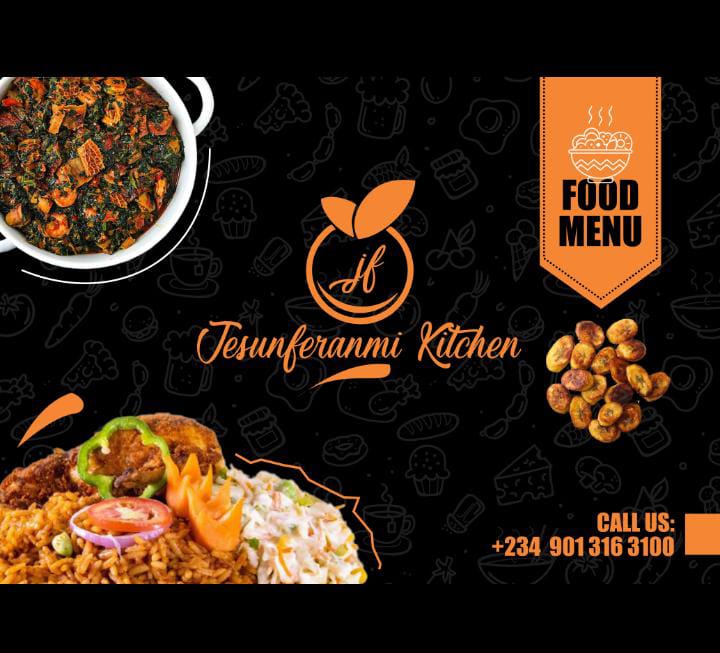 FOOD
MENU
jf
Jesunferanmi Kitchen
CALL US:
+234 901 316 3100